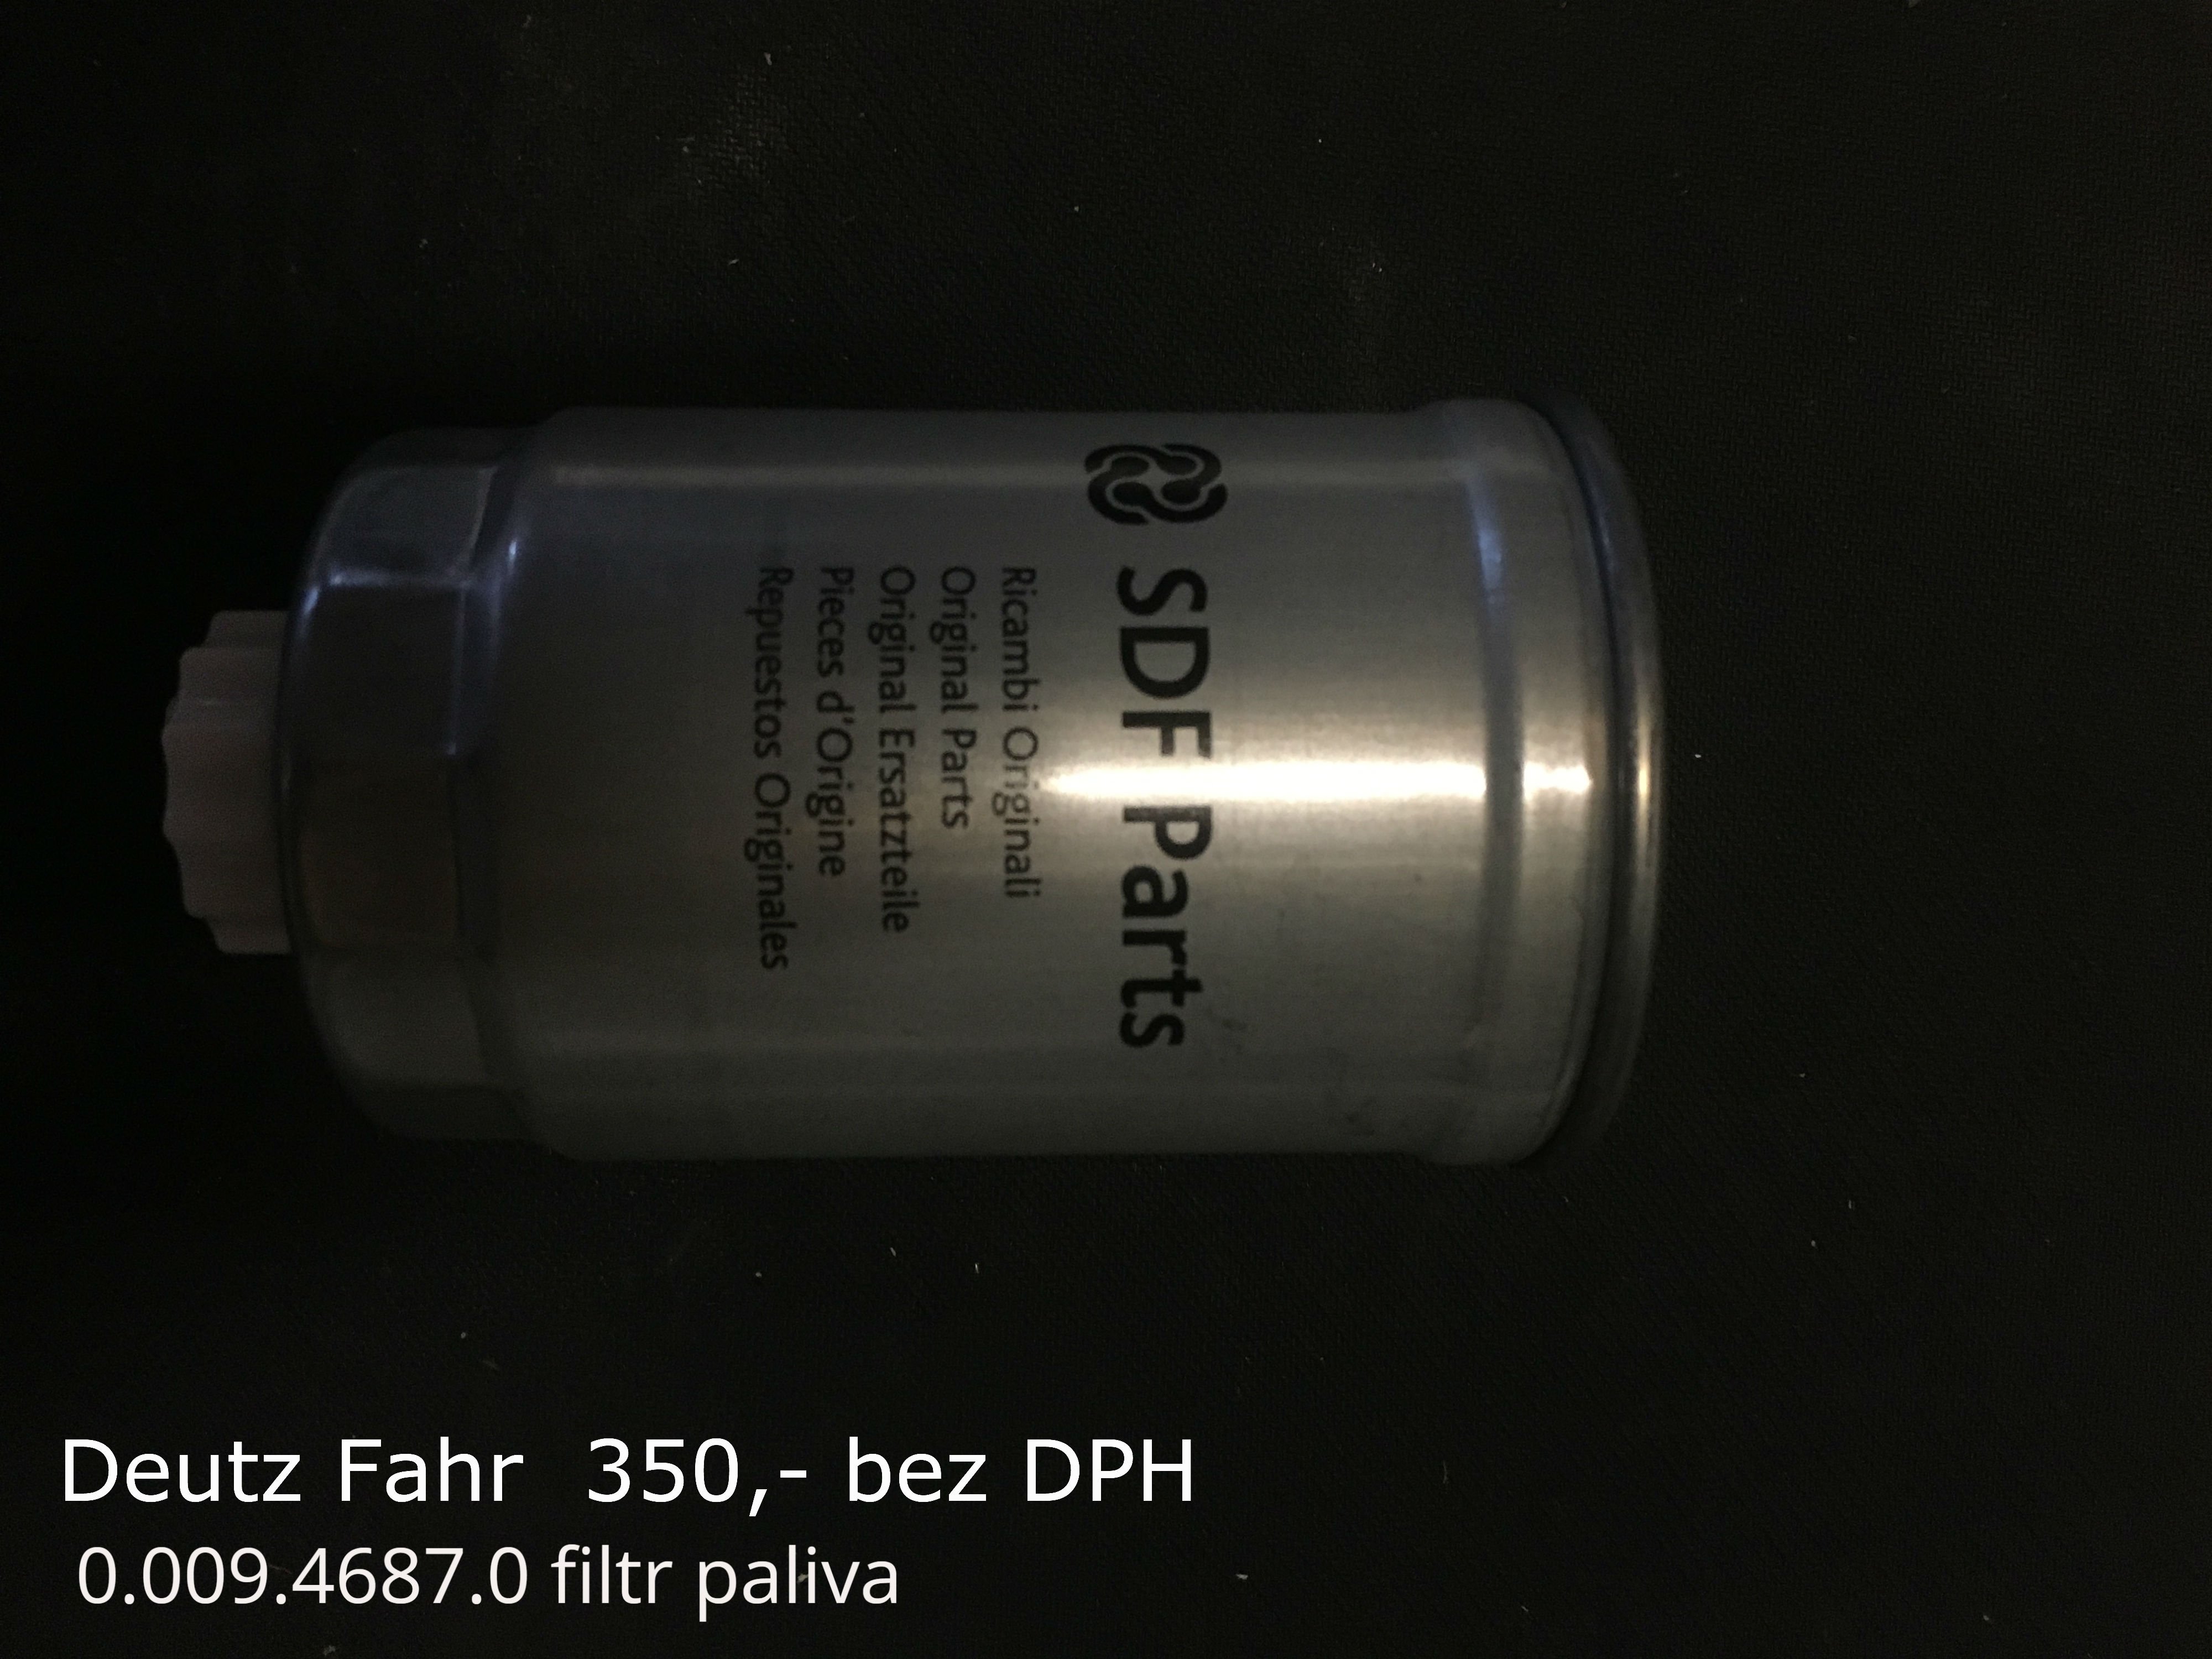 SDF Parts
Ricambi Originali
Original Parts
Original Ersatzteile
Pieces d'Origine
Repuestos Originales
Deutz Fahr 350,- bez DPH
0.009.4687.0 filtr paliva